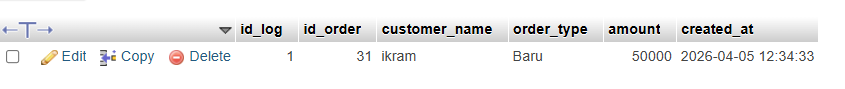 id_log id_order customer_name order_type amount created_at
Edit Copy Delete 1 31 ikram Baru 50000 2026-04-05 12:34:33